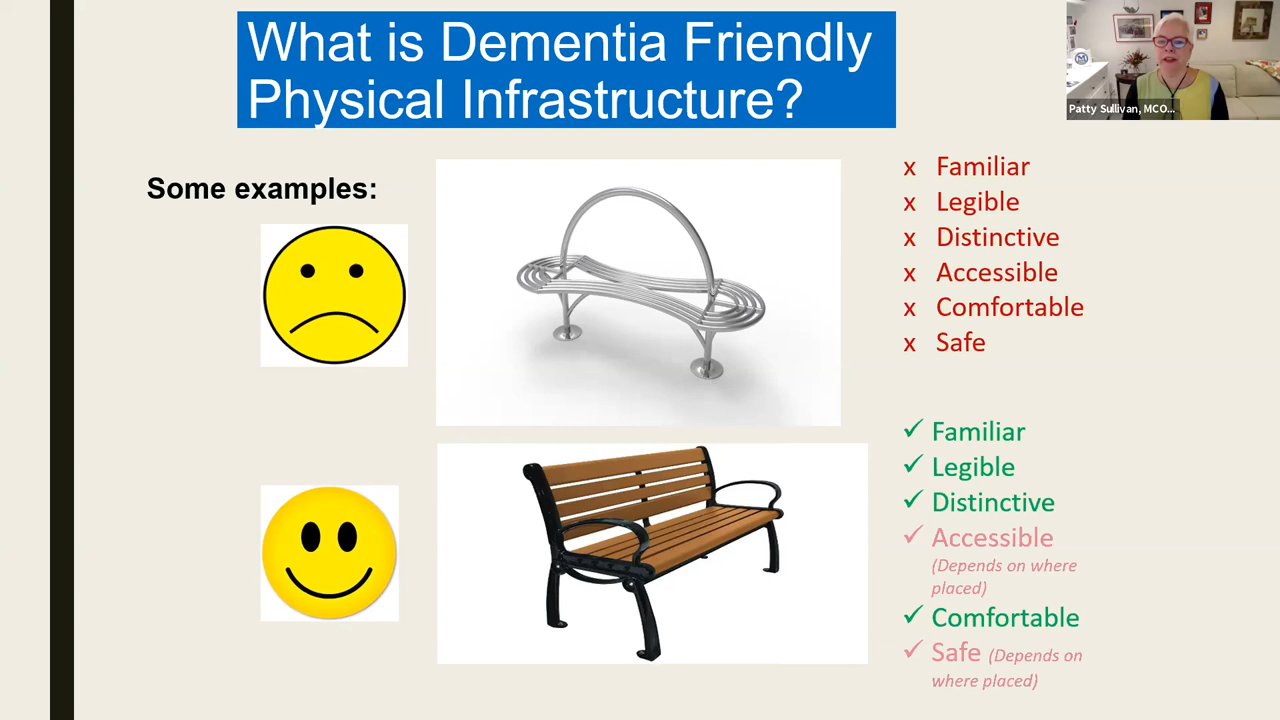 What is Dementia Friendly
Physical Infrastructure?
Patty Sullivan, MCO...
Some examples:
x Familiar
x Legible
x Distinctive
x Accessible
x Comfortable
x Safe
✓ Familiar
✓ Legible
✓ Distinctive
✓ Accessible
(Depends on where
placed)
✓ Comfortable
✓ Safe (Depends on
where placed)